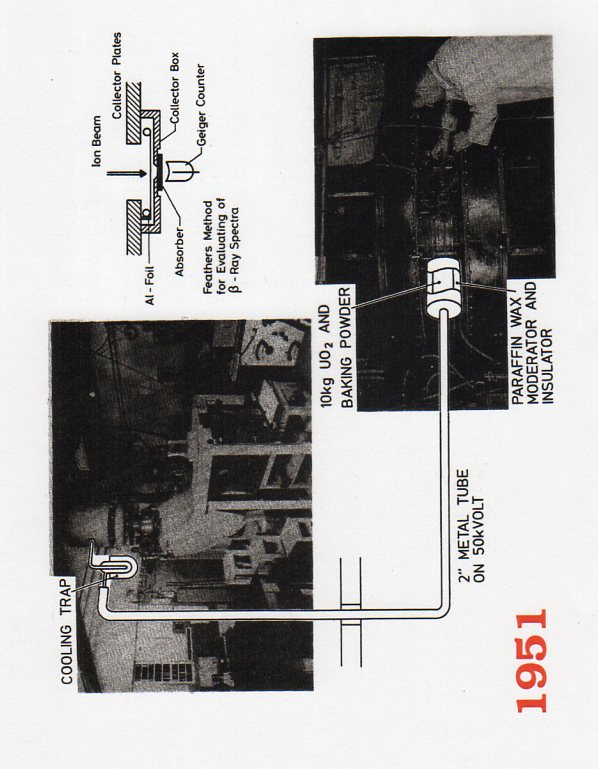 COOLING TRAP
Al-Foil
Ion Beam
Collector Plates
Absorber
Collector Box
Geiger Counter
Feathers Method
for Evaluating of
β-Ray Spectra
10kg UO2 AND
BAKING POWDER
2" METAL TUBE
ON 50kVOLT
PARAFFIN WAX
MODERATOR AND
INSULATOR
1951